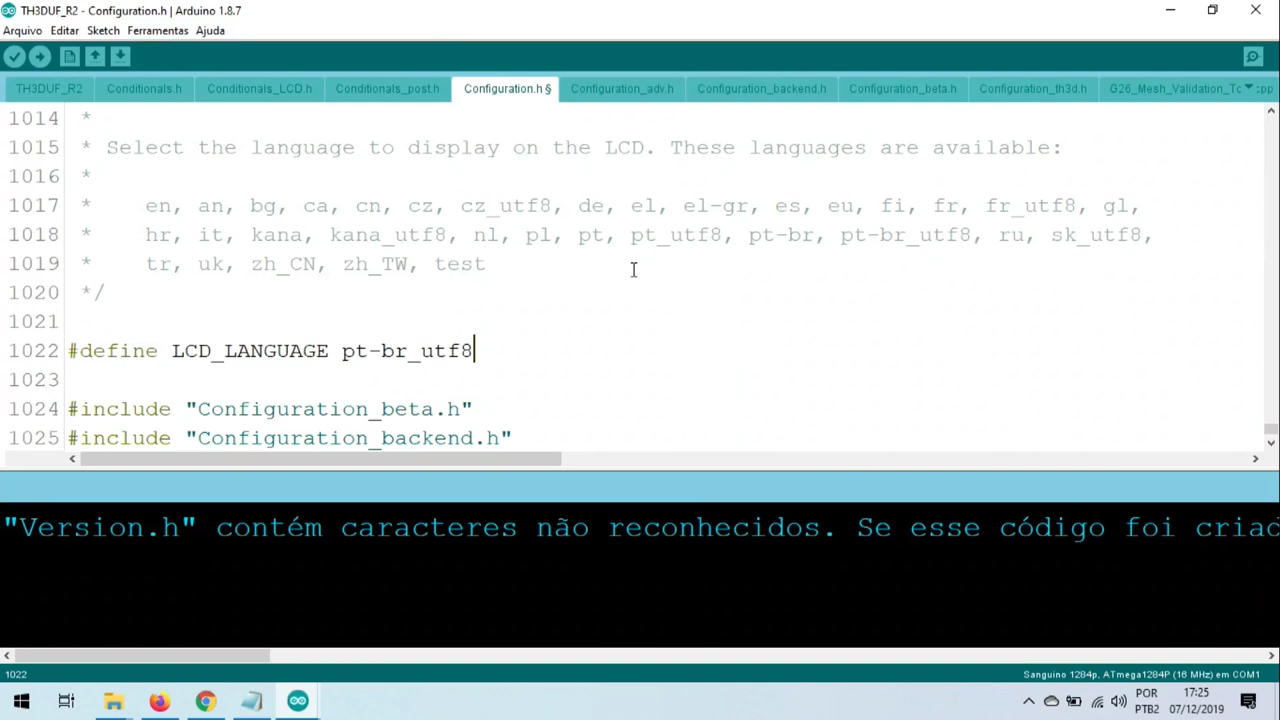 TH3DUF_R2 - Configuration.h | Arduino 1.8.7
Arquivo Editar Sketch Ferramentas Ajuda
TH3DUF_R2 Conditionals.h Conditionals_LCD.h Conditionals_post.h Configuration.h § Configuration_adv.h Configuration_backend.h Configuration_beta.h Configuration_th3d.h G26_Mesh_Validation_To :pp
1014 *
1015 * Select the language to display on the LCD. These languages are available:
1016 *
1017 * en, an, bg, ca, cn, cz, cz_utf8, de, el, el-gr, es, eu, fi, fr, fr_utf8, gl,
1018 * hr, it, kana, kana_utf8, nl, pl, pt, pt_utf8, pt-br, pt-br_utf8, ru, sk_utf8,
1019 * tr, uk, zh_CN, zh_TW, test
1020 */
1021
1022 #define LCD_LANGUAGE pt-br_utf8
1023
1024 #include "Configuration_beta.h"
1025 #include "Configuration_backend.h"
"Version.h" contém caracteres não reconhecidos. Se esse código foi criad
1022 Sanguino 1284p, ATmega1284P (16 MHz) em COM1
POR 17:25
PTB2 07/12/2019